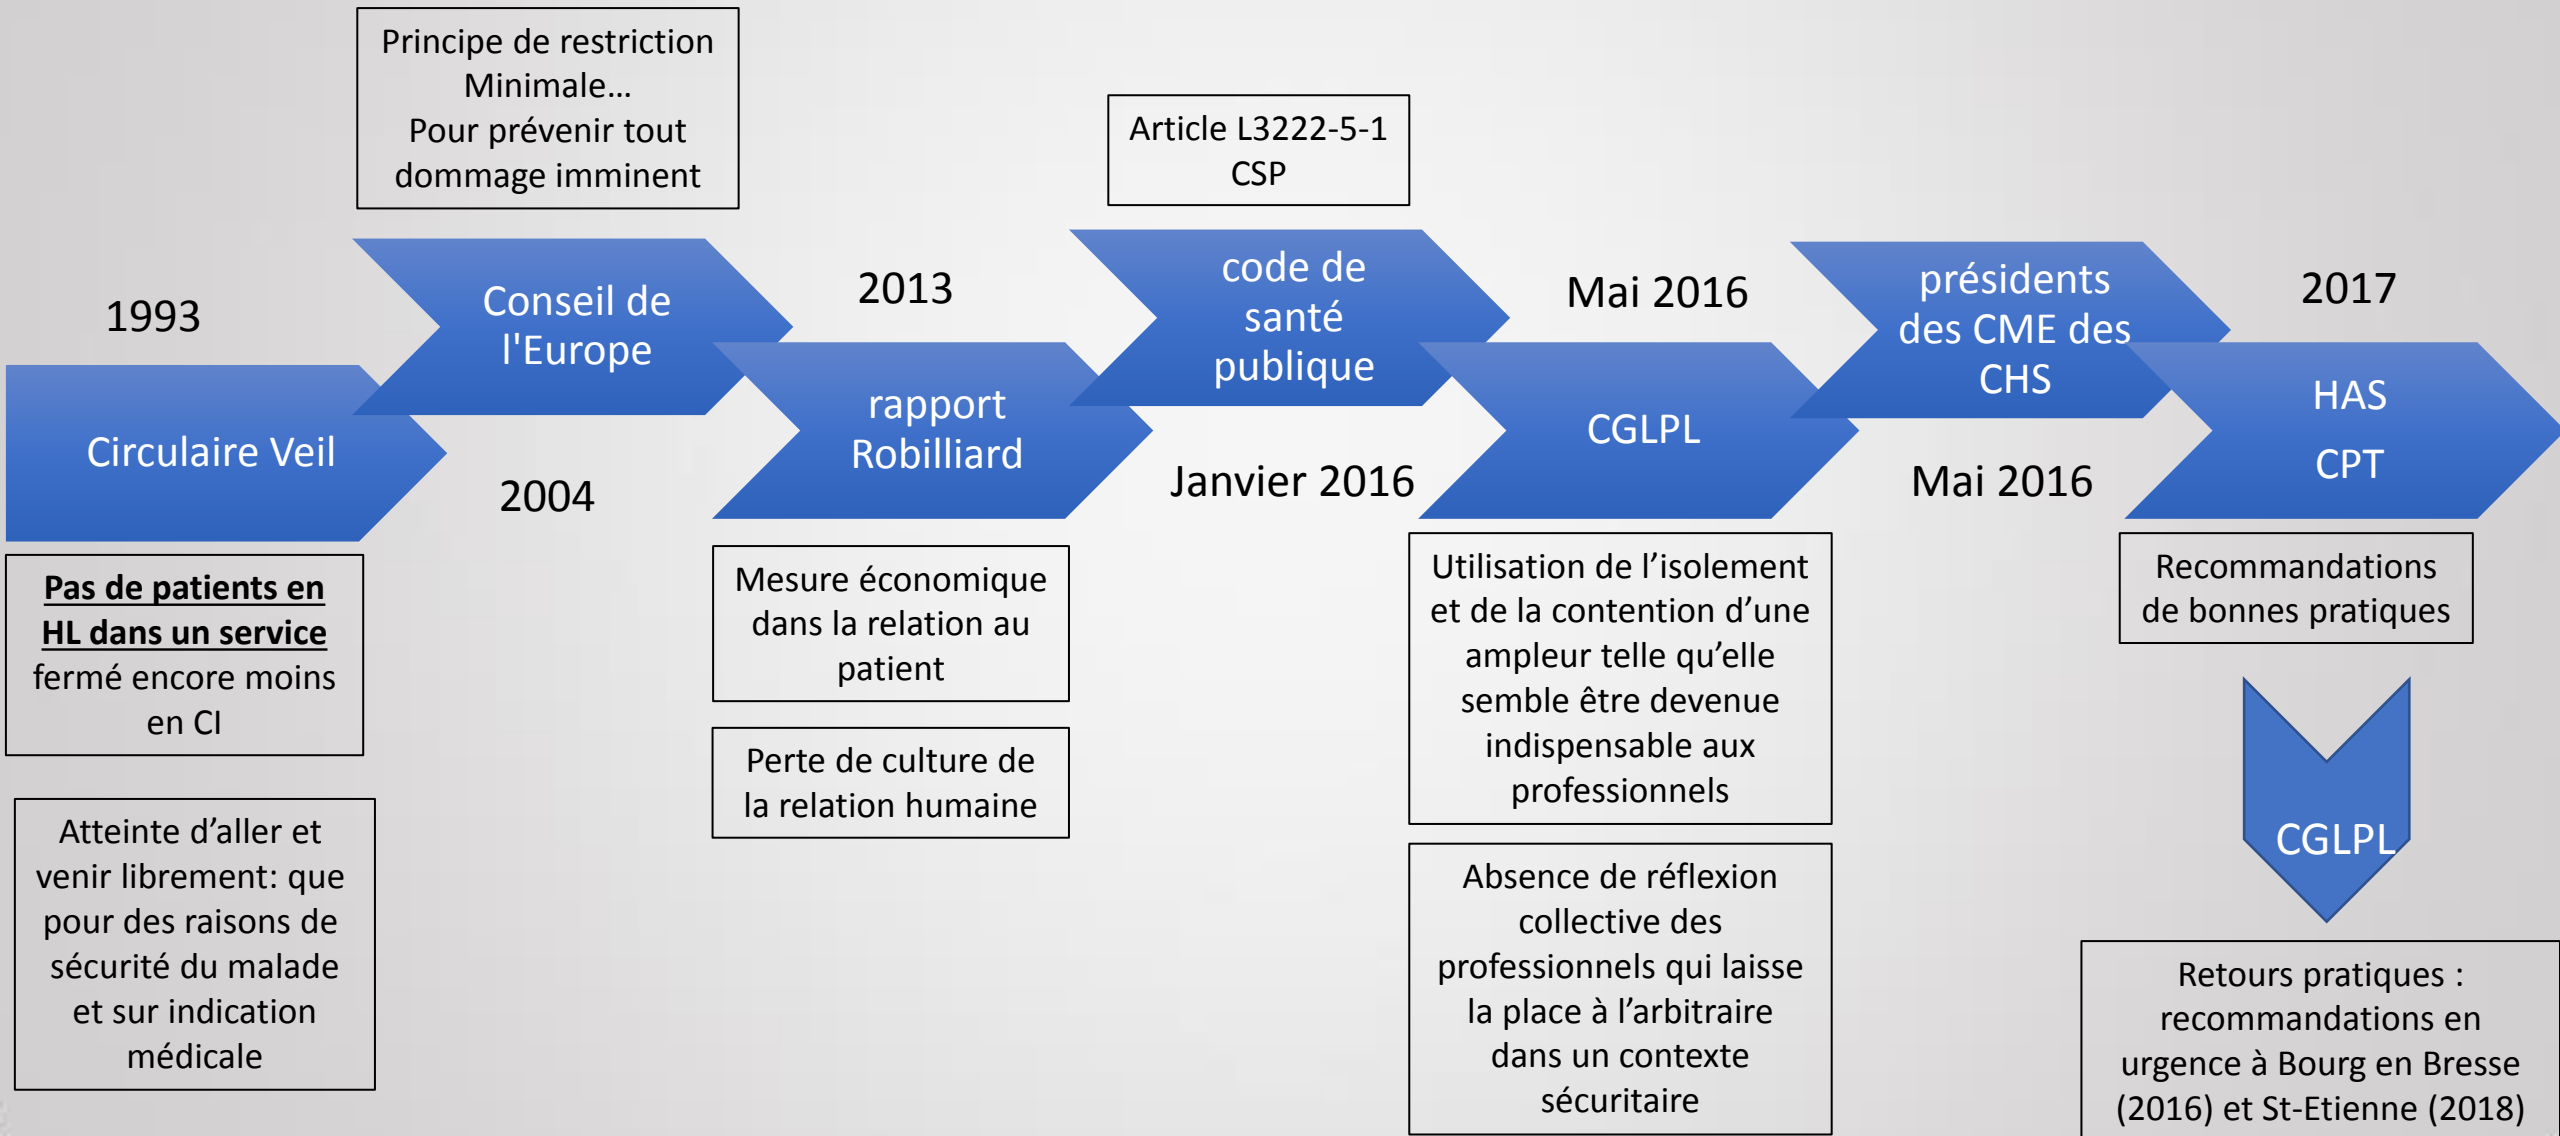 1993
Circulaire Veil
Pas de patients en
HL dans un service
fermé encore moins
en CI
Atteinte d’aller et
venir librement: que
pour des raisons de
sécurité du malade
et sur indication
médicale
Principe de restriction
Minimale…
Pour prévenir tout
dommage imminent
Conseil de
l'Europe
2004
2013
rapport
Robilliard
Mesure économique
dans la relation au
patient
Perte de culture de
la relation humaine
Article L3222-5-1
CSP
code de
santé
publique
Janvier 2016
Mai 2016
CGLPL
Utilisation de l’isolement
et de la contention d’une
ampleur telle qu’elle
semble être devenue
indispensable aux
professionnels
Absence de réflexion
collective des
professionnels qui laisse
la place à l’arbitraire
dans un contexte
sécuritaire
présidents
des CME des
CHS
Mai 2016
2017
HAS
CPT
Recommandations
de bonnes pratiques
CGLPL
Retours pratiques :
recommandations en
urgence à Bourg en Bresse
(2016) et St-Etienne (2018)